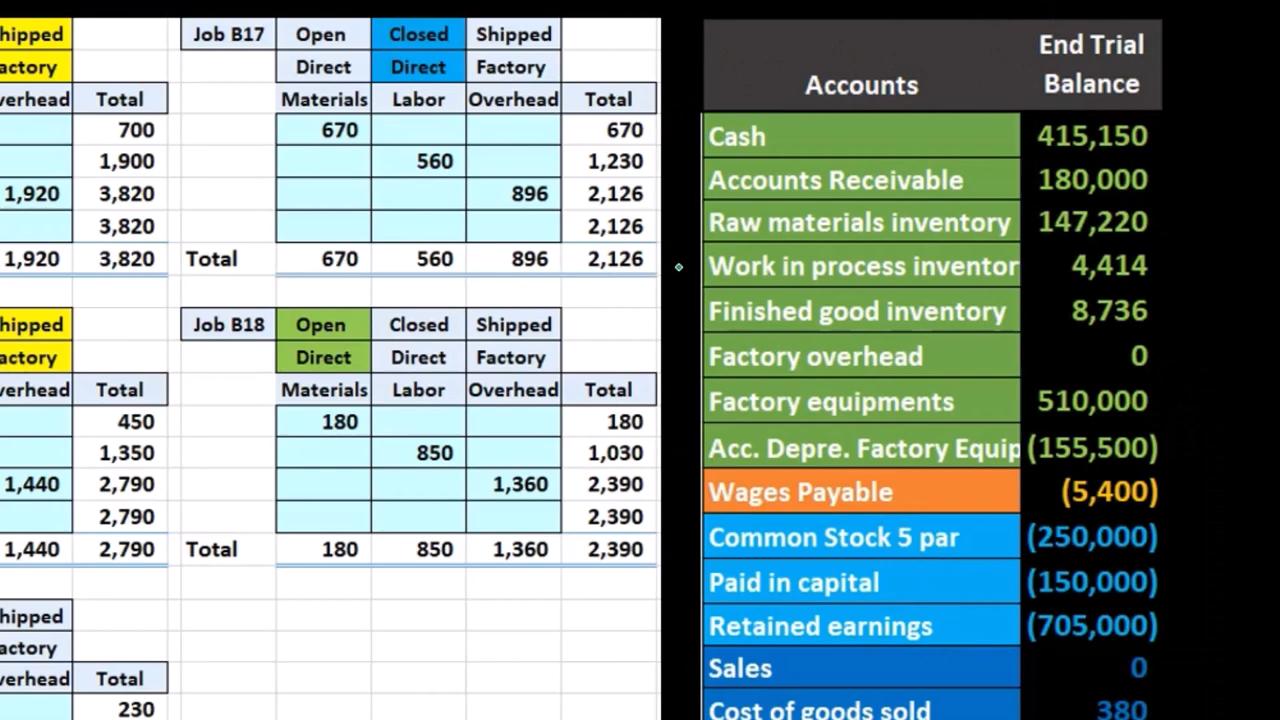 hipped Job B17 Open Closed Shipped
actory Direct Direct Factory
verhead Total Materials Labor Overhead Total
700 670 670
1,900 560 1,230
1,920 3,820 896 2,126
3,820 2,126
1,920 3,820 Total 670 560 896 2,126
hipped Job B18 Open Closed Shipped
actory Direct Direct Factory
verhead Total Materials Labor Overhead Total
450 180 180
1,350 850 1,030
1,440 2,790 1,360 2,390
2,790 2,390
1,440 2,790 Total 180 850 1,360 2,390
hipped
actory
verhead Total
230
End Trial
Accounts Balance
Cash 415,150
Accounts Receivable 180,000
Raw materials inventory 147,220
Work in process inventor 4,414
Finished good inventory 8,736
Factory overhead 0
Factory equipments 510,000
Acc. Depre. Factory Equip (155,500)
Wages Payable (5,400)
Common Stock 5 par (250,000)
Paid in capital (150,000)
Retained earnings (705,000)
Sales 0
Cost of goods sold 380